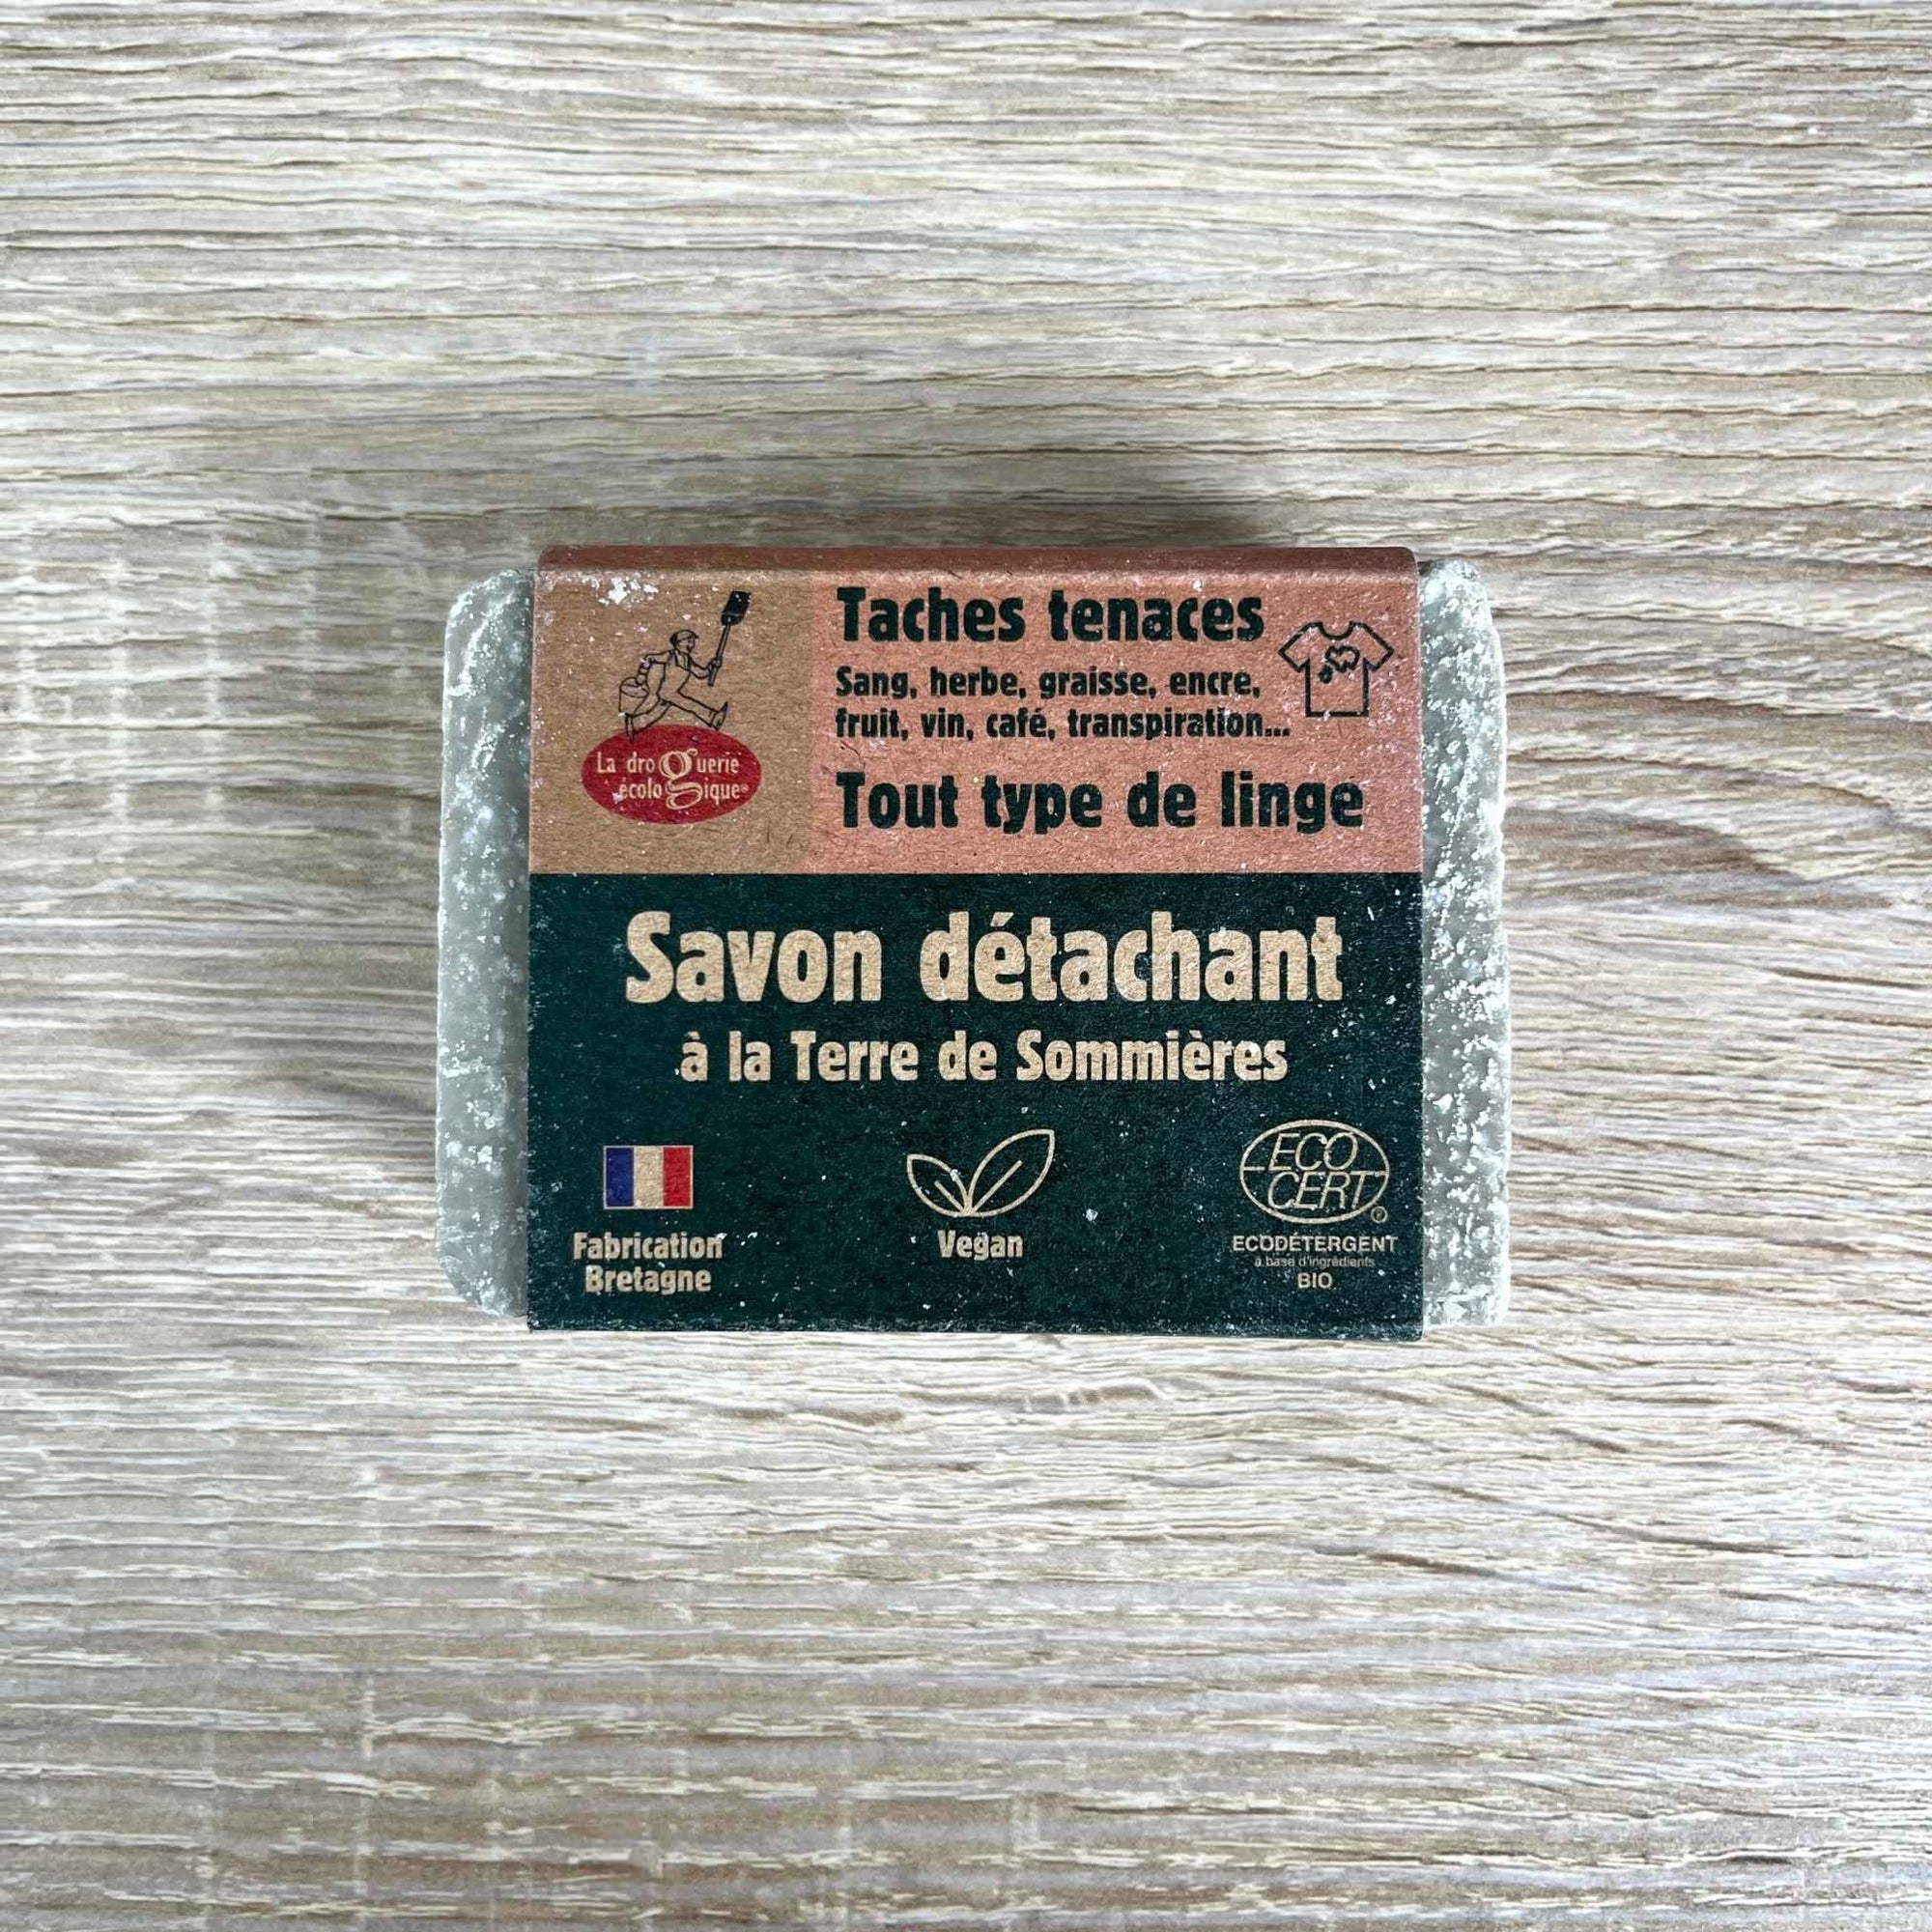 La droguerie
écologique®
Taches tenaces
Sang, herbe, graisse, encre,
fruit, vin, café, transpiration...
Tout type de linge
Savon détachant
à la Terre de Sommières
Fabrication
Bretagne
Vegan
ECO
CERT®
ECODÉTERGENT
à base d'ingrédients
BIO